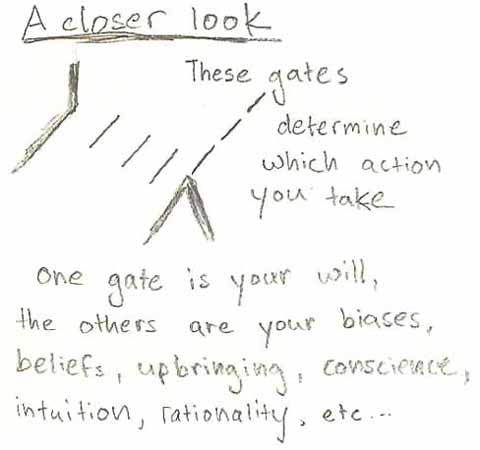 A closer look
These gates
determine
which action
you take
One gate is your will,
the others are your biases,
beliefs, upbringing, conscience,
intuition, rationality, etc...